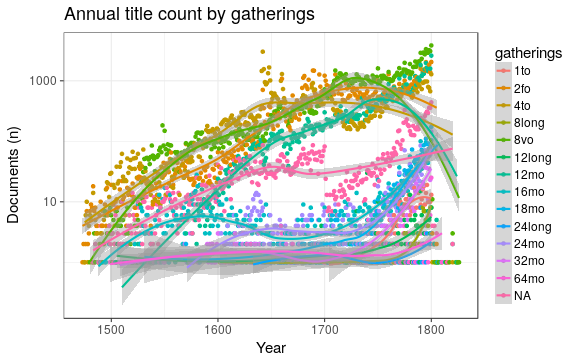 Annual title count by gatherings
Documents (n)
1000
10
1500
1600
1700
1800
Year
gatherings
1to
2fo
4to
8long
8vo
12long
12mo
16mo
18mo
24long
24mo
32mo
64mo
NA